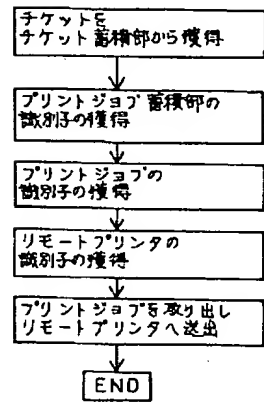 チケットを
チケット蓄積部から獲得
プリントジョブ蓄積部の
識別子の獲得
プリントジョブの
識別子の獲得
リモートプリンタの
識別子の獲得
プリントジョブを取り出し
リモートプリンタへ送出
END